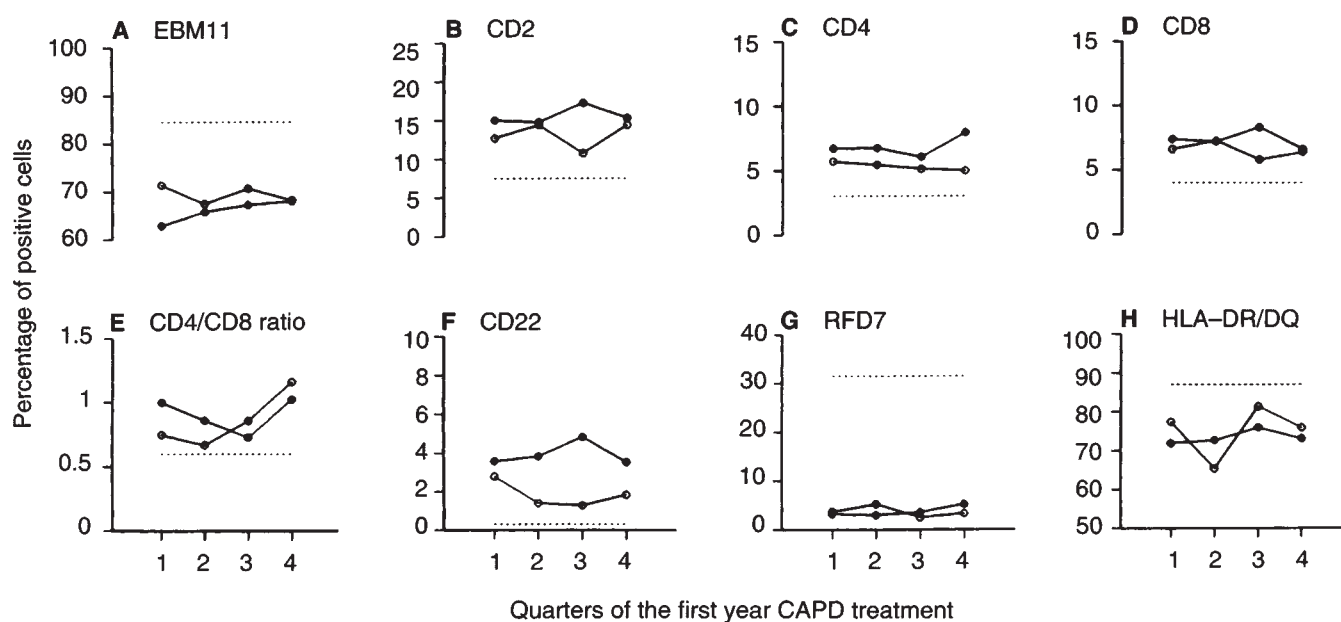 Percentage of positive cells
A EBM11
100
90
80
70
60
B CD2
25
20
15
10
5
0
C CD4
15
10
5
0
D CD8
15
10
5
0
E CD4/CD8 ratio
1.5
1
0.5
0
1 2 3 4
F CD22
10
8
6
4
2
0
1 2 3 4
G RFD7
40
30
20
10
0
1 2 3 4
H HLA–DR/DQ
100
90
80
70
60
50
1 2 3 4
Quarters of the first year CAPD treatment